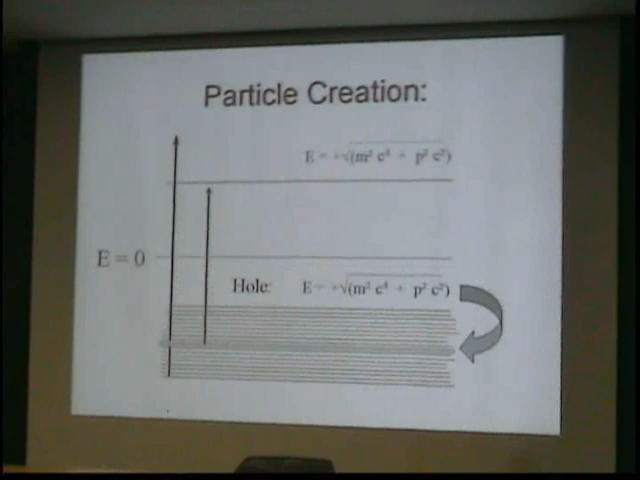 Particle Creation:
E = +√(m² c⁴ + p² c²)
E = 0
Hole: E = +√(m² c⁴ + p² c²)